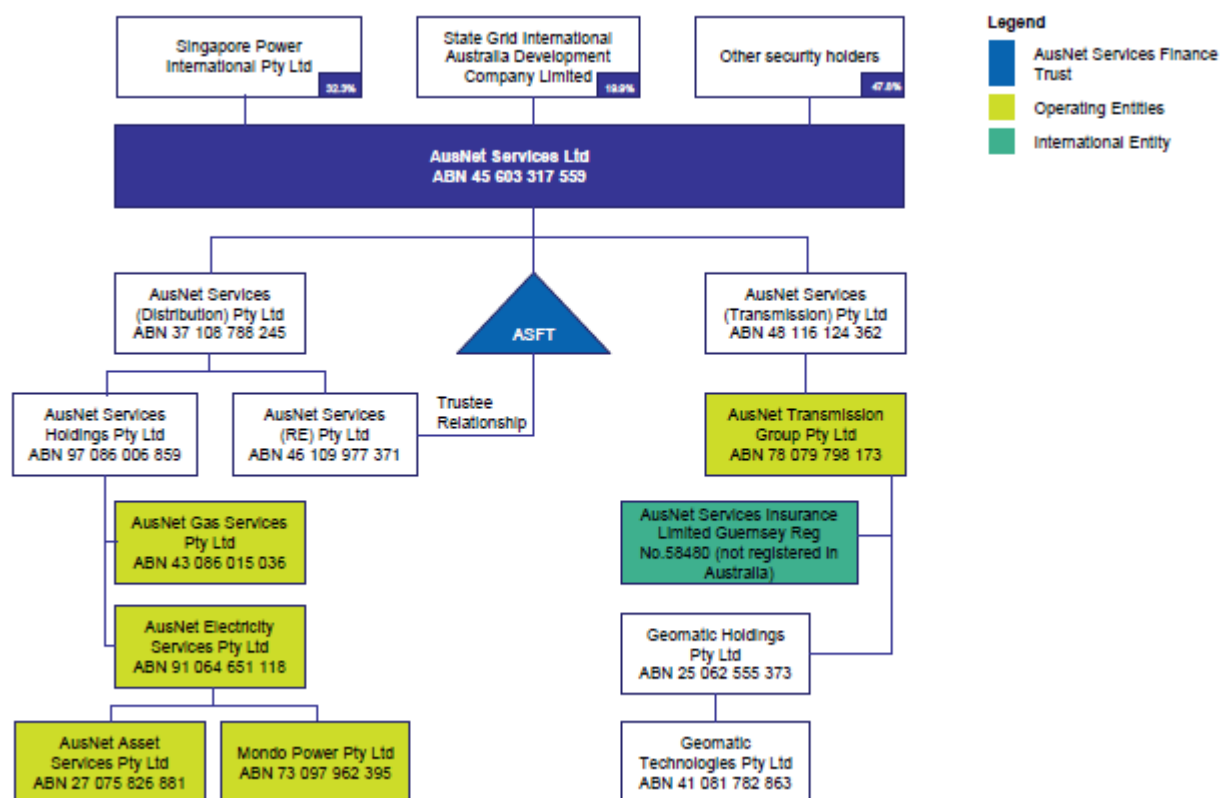 Singapore Power
International Pty Ltd
32.3%
State Grid International
Australia Development
Company Limited
19.9%
Other security holders
47.8%
Legend
AusNet Services Finance
Trust
Operating Entities
International Entity
AusNet Services Ltd
ABN 45 603 317 559
AusNet Services
(Distribution) Pty Ltd
ABN 37 108 788 245
ASFT
AusNet Services
(Transmission) Pty Ltd
ABN 48 116 124 362
AusNet Services
Holdings Pty Ltd
ABN 97 086 006 859
AusNet Services
(RE) Pty Ltd
ABN 46 109 977 371
Trustee
Relationship
AusNet Transmission
Group Pty Ltd
ABN 78 079 798 173
AusNet Gas Services
Pty Ltd
ABN 43 086 015 036
AusNet Services Insurance
Limited Guernsey Reg
No.58480 (not registered in
Australia)
AusNet Electricity
Services Pty Ltd
ABN 91 064 651 118
Geomatic Holdings
Pty Ltd
ABN 25 062 555 373
AusNet Asset
Services Pty Ltd
ABN 27 075 826 881
Mondo Power Pty Ltd
ABN 73 097 962 395
Geomatic
Technologies Pty Ltd
ABN 41 081 782 863